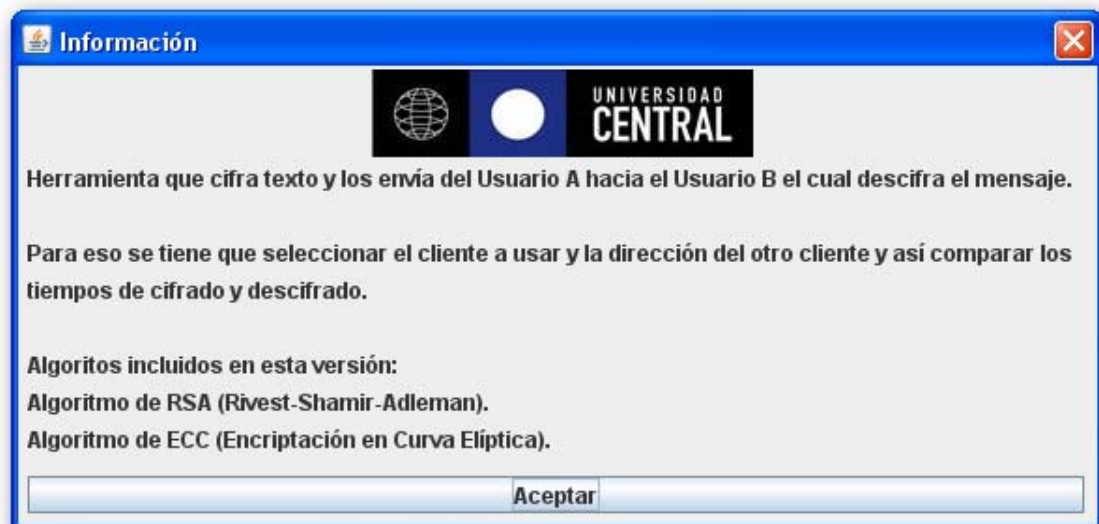 Información
UNIVERSIDAD
CENTRAL
Herramienta que cifra texto y los envía del Usuario A hacia el Usuario B el cual descifra el mensaje.
Para eso se tiene que seleccionar el cliente a usar y la dirección del otro cliente y así comparar los
tiempos de cifrado y descifrado.
Algoritos incluidos en esta versión:
Algoritmo de RSA (Rivest-Shamir-Adleman).
Algoritmo de ECC (Encriptación en Curva Elíptica).
Aceptar